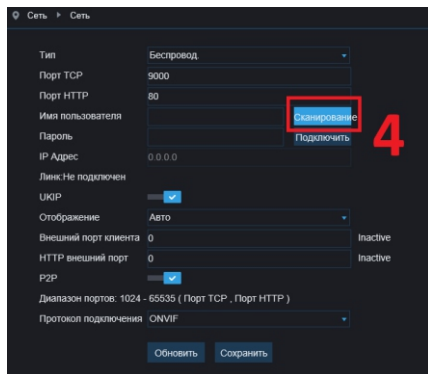 Сеть ‣ Сеть
Тип Беспровод.
Порт TCP 9000
Порт HTTP 80
Имя пользователя Сканирование
Пароль Подключить
4
IP Адрес 0.0.0.0
Линк:Не подключен
UKIP
Отображение Авто
Внешний порт клиента 0 Inactive
HTTP внешний порт 0 Inactive
P2P
Диапазон портов: 1024 - 65535 ( Порт TCP , Порт HTTP )
Протокол подключения ONVIF
Обновить Сохранить